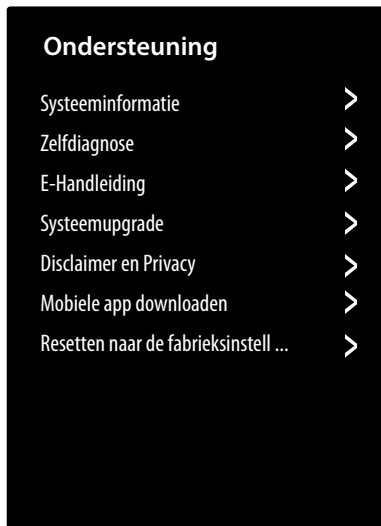 Ondersteuning
Systeeminformatie
Zelfdiagnose
E-Handleiding
Systeemupgrade
Disclaimer en Privacy
Mobiele app downloaden
Resetten naar de fabrieksinstell ...